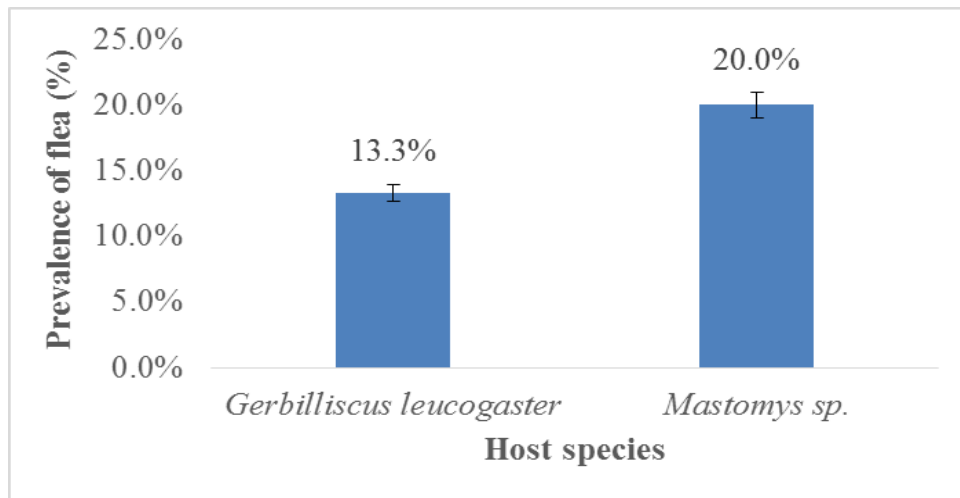 Prevalence of flea (%)
25.0%
20.0%
15.0%
10.0%
5.0%
0.0%
13.3%
20.0%
Gerbilliscus leucogaster
Mastomys sp.
Host species